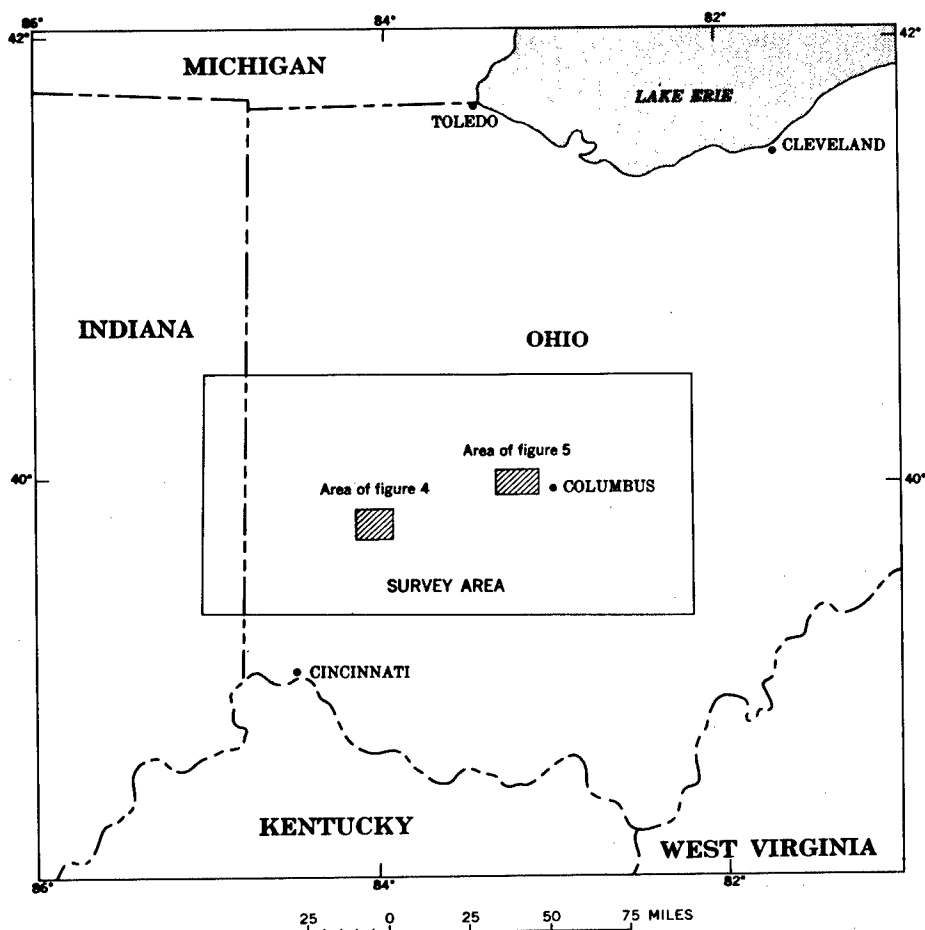 86° 84° 82°
42° 42°
MICHIGAN
LAKE ERIE
TOLEDO
CLEVELAND
INDIANA
OHIO
Area of figure 5
40° 40°
Area of figure 4
COLUMBUS
SURVEY AREA
CINCINNATI
KENTUCKY
WEST VIRGINIA
86° 84° 82°
25 0 25 50 75 MILES